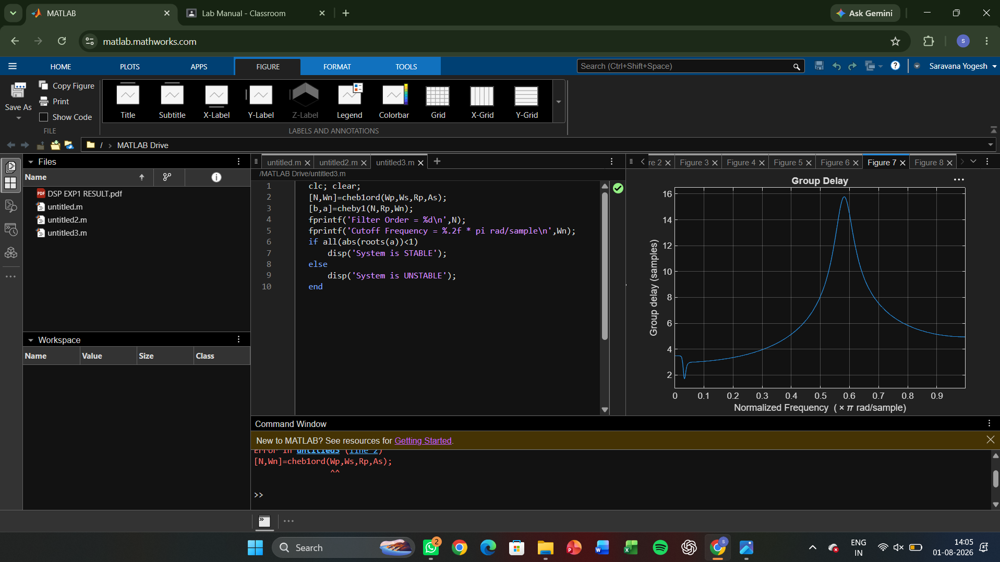 MATLAB
Lab Manual - Classroom
Ask Gemini
matlab.mathworks.com
S
HOME
PLOTS
APPS
FIGURE
FORMAT
TOOLS
Search (Ctrl+Shift+Space)
Saravana Yogesh
Save As
Copy Figure
Print
Show Code
FILE
Title
Subtitle
X-Label
Y-Label
Z-Label
Legend
Colorbar
Grid
X-Grid
Y-Grid
LABELS AND ANNOTATIONS
/ › MATLAB Drive
Files
Name
DSP EXP1 RESULT.pdf
untitled.m
untitled2.m
untitled3.m
Workspace
Name Value Size Class
untitled.m
untitled2.m
untitled3.m
/MATLAB Drive/untitled3.m
1 clc; clear;
2 [N,Wn]=cheb1ord(Wp,Ws,Rp,As);
3 [b,a]=cheby1(N,Rp,Wn);
4 fprintf('Filter Order = %d\n',N);
5 fprintf('Cutoff Frequency = %.2f * pi rad/sample\n',Wn);
6 if all(abs(roots(a))<1)
7 disp('System is STABLE');
8 else
9 disp('System is UNSTABLE');
10 end
re 2
Figure 3
Figure 4
Figure 5
Figure 6
Figure 7
Figure 8
Group Delay
Group delay (samples)
16
14
12
10
8
6
4
2
0 0.1 0.2 0.3 0.4 0.5 0.6 0.7 0.8 0.9
Normalized Frequency ( × π rad/sample)
Command Window
New to MATLAB? See resources for Getting Started.
Error in untitled3 (line 2)
[N,Wn]=cheb1ord(Wp,Ws,Rp,As);
^^
>>
Search
2
ENG
IN
14:05
01-08-2026